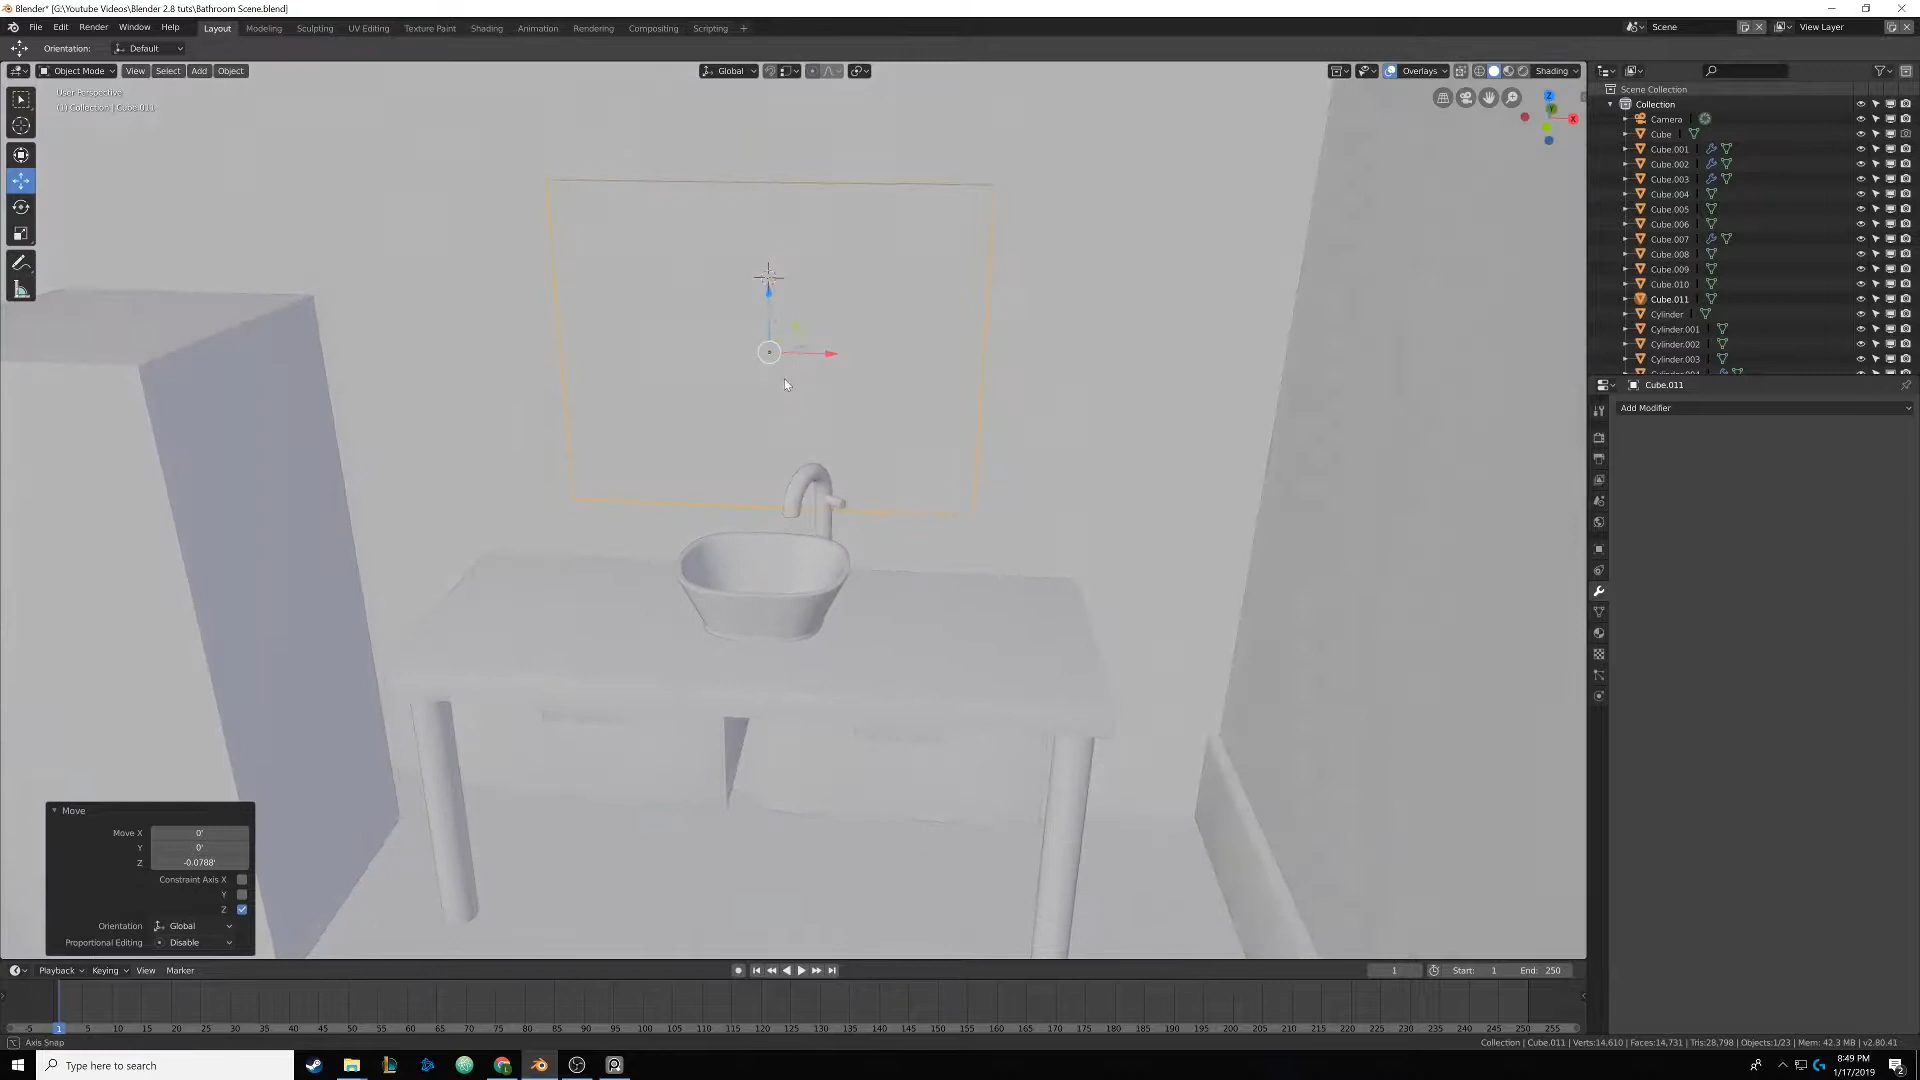 Blender* [G:\Youtube Videos\Blender 2.8 tuts\Bathroom Scene.blend]
File Edit Render Window Help Layout Modeling Sculpting UV Editing Texture Paint Shading Animation Rendering Compositing Scripting + Scene View Layer
Orientation: Default
Object Mode View Select Add Object Global Overlays Shading
User Perspective
(1) Collection | Cube.011
Z
Y
X
Scene Collection
Collection
Camera
Cube
Cube.001
Cube.002
Cube.003
Cube.004
Cube.005
Cube.006
Cube.007
Cube.008
Cube.009
Cube.010
Cube.011
Cylinder
Cylinder.001
Cylinder.002
Cylinder.003
Cylinder.004
Cube.011
Add Modifier
Move
Move X 0'
Y 0'
Z -0.0788'
Constraint Axis X
Y
Z
Orientation Global
Proportional Editing Disable
Playback Keying View Marker 1 Start: 1 End: 250
-5 1 5 10 15 20 25 30 35 40 45 50 55 60 65 70 75 80 85 90 95 100 105 110 115 120 125 130 135 140 145 150 155 160 165 170 175 180 185 190 195 200 205 210 215 220 225 230 235 240 245 250 255
Axis Snap
Collection | Cube.011 | Verts:14,610 | Faces:14,731 | Tris:28,798 | Objects:1/23 | Mem: 42.3 MB | v2.80.41
Type here to search
8:49 PM
1/17/2019
2